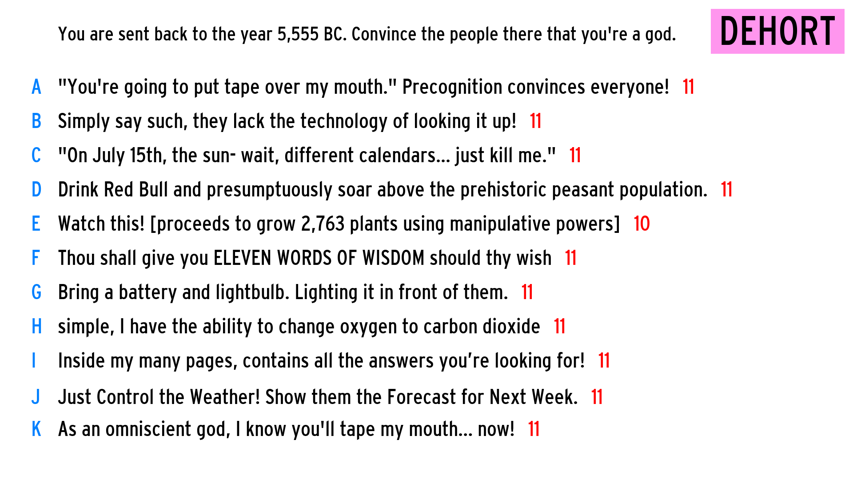 You are sent back to the year 5,555 BC. Convince the people there that you're a god. DEHORT
A "You're going to put tape over my mouth." Precognition convinces everyone! 11
B Simply say such, they lack the technology of looking it up! 11
C "On July 15th, the sun- wait, different calendars... just kill me." 11
D Drink Red Bull and presumptuously soar above the prehistoric peasant population. 11
E Watch this! [proceeds to grow 2,763 plants using manipulative powers] 10
F Thou shall give you ELEVEN WORDS OF WISDOM should thy wish 11
G Bring a battery and lightbulb. Lighting it in front of them. 11
H simple, I have the ability to change oxygen to carbon dioxide 11
I Inside my many pages, contains all the answers you’re looking for! 11
J Just Control the Weather! Show them the Forecast for Next Week. 11
K As an omniscient god, I know you'll tape my mouth... now! 11